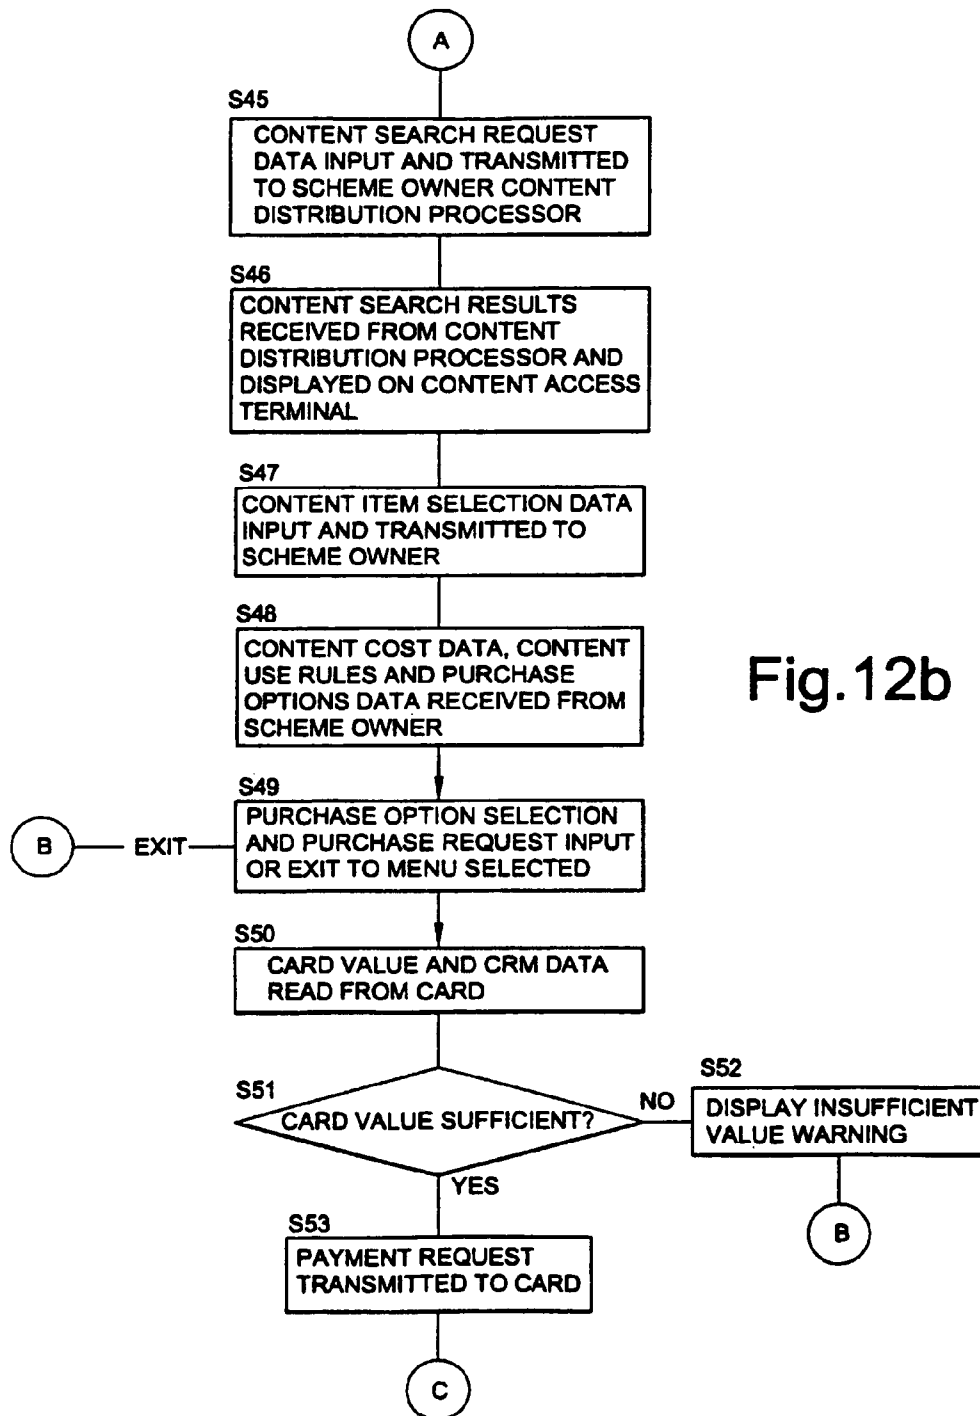 A
S45
CONTENT SEARCH REQUEST
DATA INPUT AND TRANSMITTED
TO SCHEME OWNER CONTENT
DISTRIBUTION PROCESSOR
S46
CONTENT SEARCH RESULTS
RECEIVED FROM CONTENT
DISTRIBUTION PROCESSOR AND
DISPLAYED ON CONTENT ACCESS
TERMINAL
S47
CONTENT ITEM SELECTION DATA
INPUT AND TRANSMITTED TO
SCHEME OWNER
S48
CONTENT COST DATA, CONTENT
USE RULES AND PURCHASE
OPTIONS DATA RECEIVED FROM
SCHEME OWNER
Fig.12b
S49
PURCHASE OPTION SELECTION
AND PURCHASE REQUEST INPUT
OR EXIT TO MENU SELECTED
B
EXIT
S50
CARD VALUE AND CRM DATA
READ FROM CARD
S51
CARD VALUE SUFFICIENT?
NO
S52
DISPLAY INSUFFICIENT
VALUE WARNING
B
YES
S53
PAYMENT REQUEST
TRANSMITTED TO CARD
C